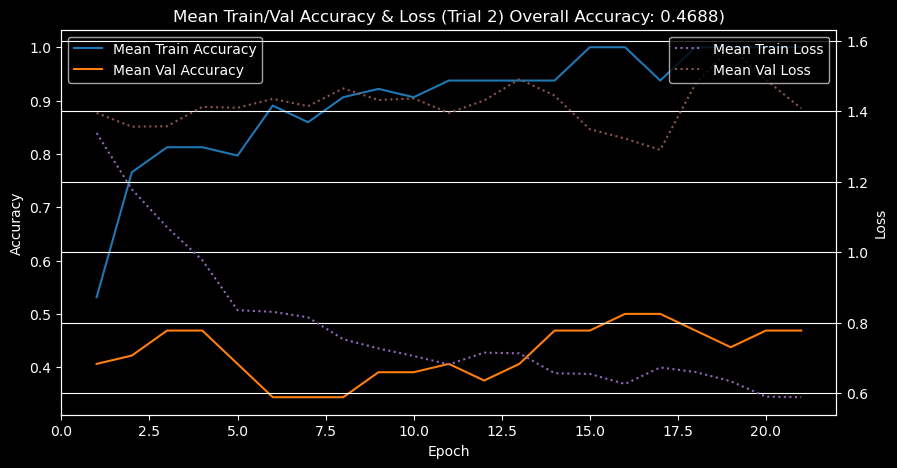 Mean Train/Val Accuracy & Loss (Trial 2) Overall Accuracy: 0.4688)
Mean Train Accuracy
Mean Val Accuracy
Mean Train Loss
Mean Val Loss
1.0
0.9
0.8
0.7
0.6
0.5
0.4
Accuracy
1.6
1.4
1.2
1.0
0.8
0.6
Loss
0.0 2.5 5.0 7.5 10.0 12.5 15.0 17.5 20.0
Epoch